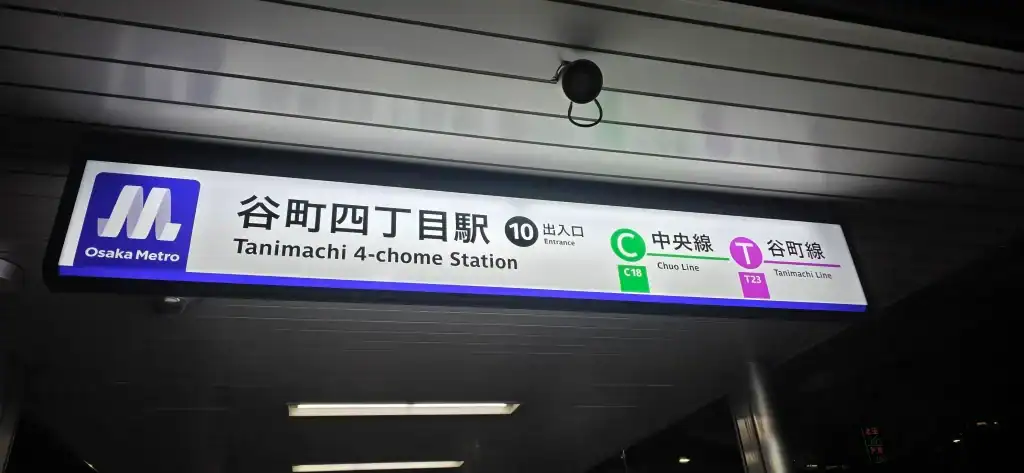 Osaka Metro
谷町四丁目駅
Tanimachi 4-chome Station
10 出入口
Entrance
C 中央線
Chuo Line
C18
T 谷町線
Tanimachi Line
T23